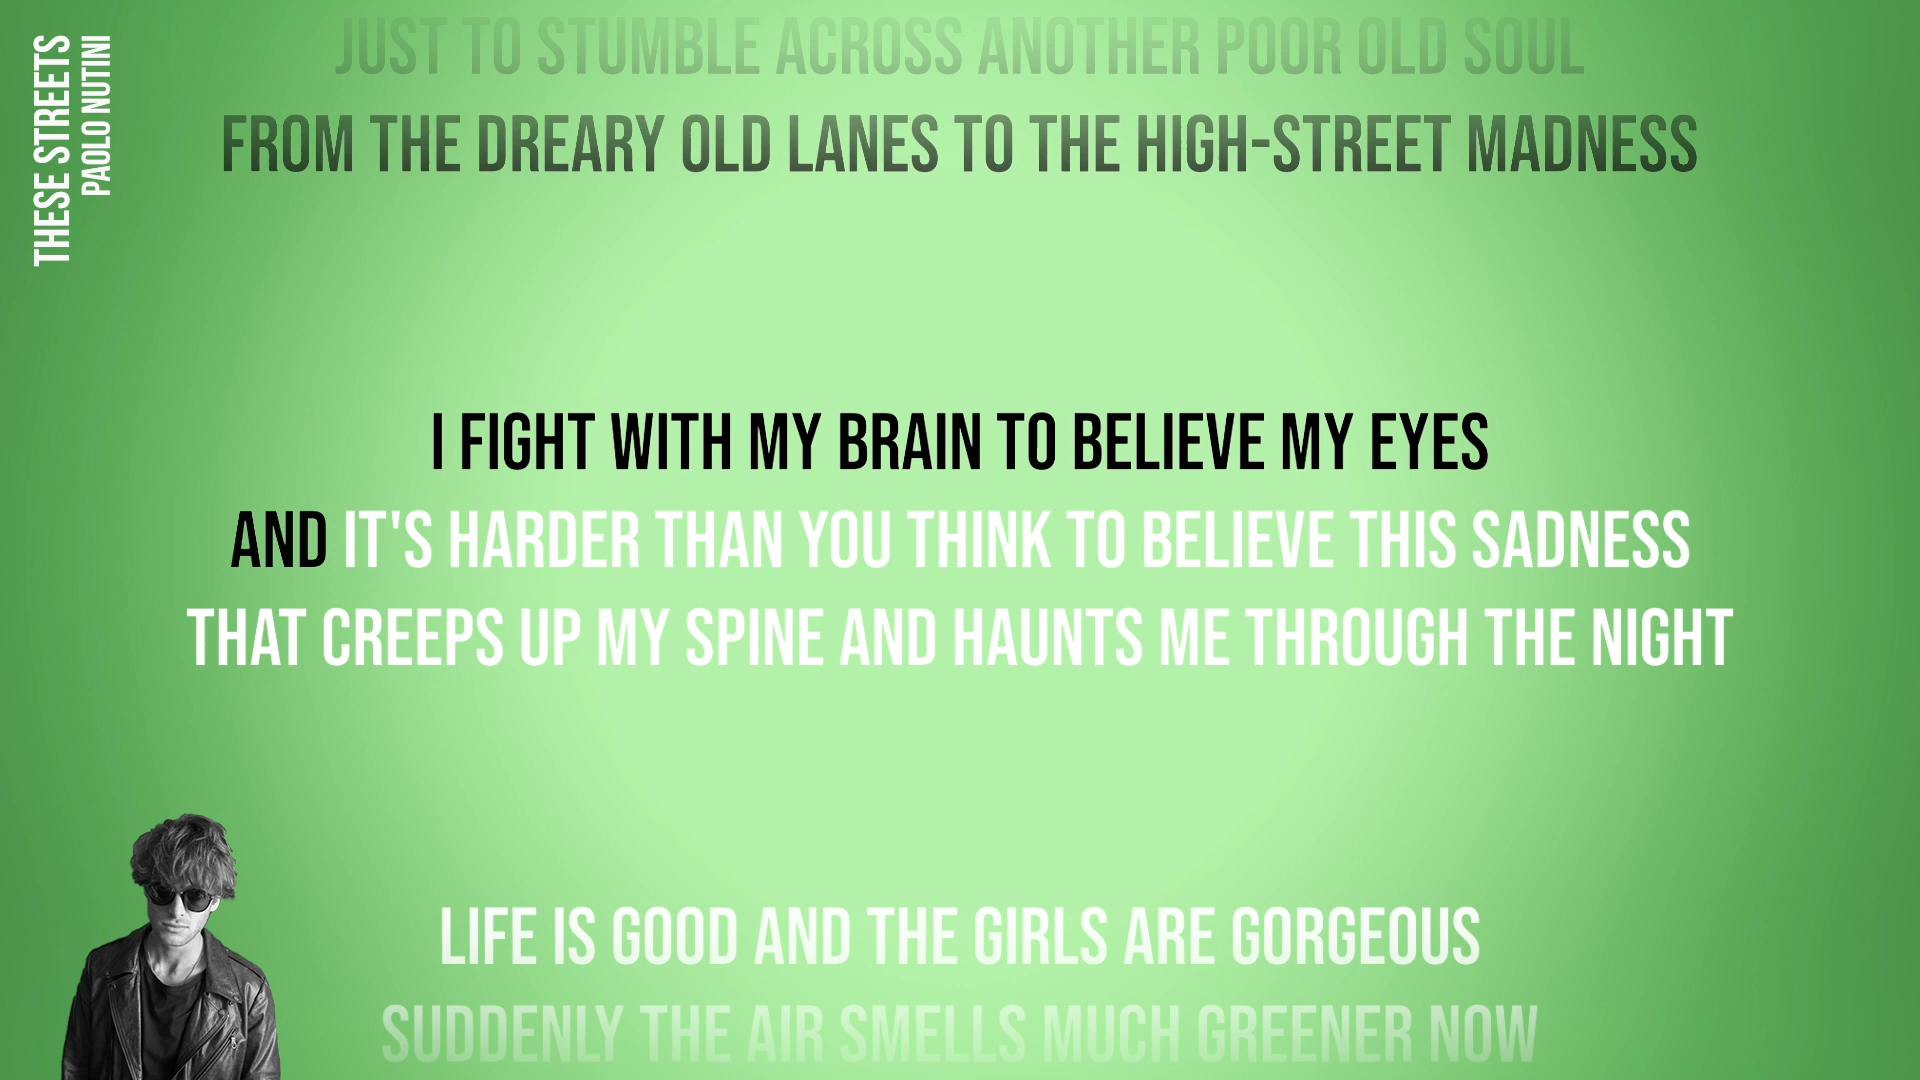 THESE STREETS
PAOLO NUTINI
JUST TO STUMBLE ACROSS ANOTHER POOR OLD SOUL
FROM THE DREARY OLD LANES TO THE HIGH-STREET MADNESS
I FIGHT WITH MY BRAIN TO BELIEVE MY EYES
AND IT'S HARDER THAN YOU THINK TO BELIEVE THIS SADNESS
THAT CREEPS UP MY SPINE AND HAUNTS ME THROUGH THE NIGHT
LIFE IS GOOD AND THE GIRLS ARE GORGEOUS
SUDDENLY THE AIR SMELLS MUCH GREENER NOW